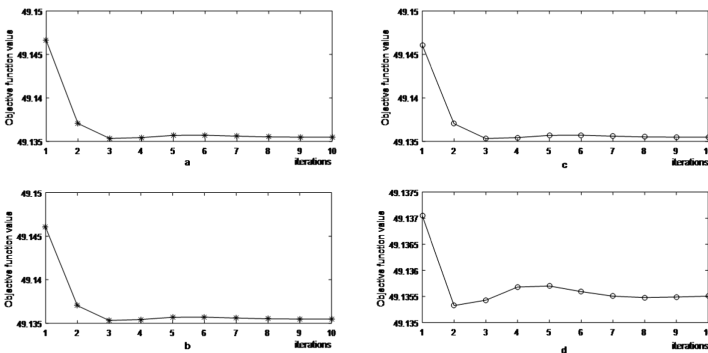 Objective function value
49.15
49.145
49.14
49.135
1 2 3 4 5 6 7 8 9 10
iterations
a
Objective function value
49.15
49.145
49.14
49.135
1 2 3 4 5 6 7 8 9 10
iterations
c
Objective function value
49.15
49.145
49.14
49.135
1 2 3 4 5 6 7 8 9 10
iterations
b
Objective function value
49.1375
49.137
49.1365
49.136
49.1355
49.135
1 2 3 4 5 6 7 8 9 10
iterations
d